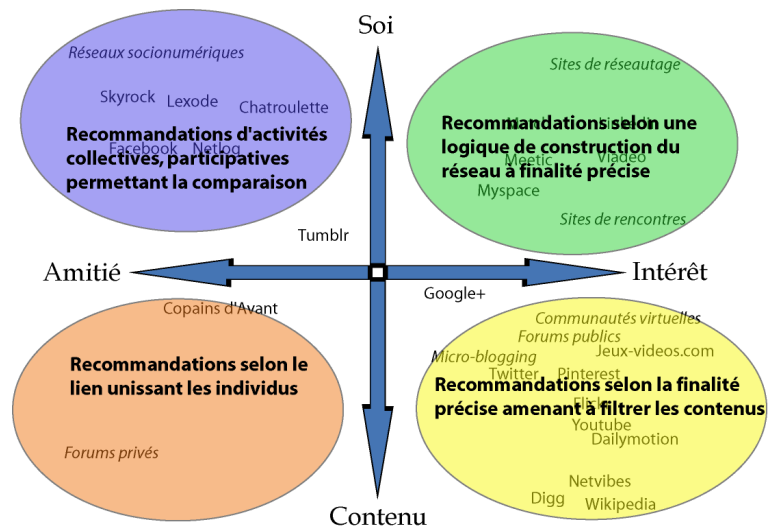 Soi
Réseaux socionumériques
Sites de réseautage
Skyrock
Lexode
Chatroulette
Recommandations d'activités
collectives, participatives
permettant la comparaison
Facebook
Netlog
Recommandations selon une
logique de construction du
réseau à finalité précise
Meetic
Viadeo
Myspace
Sites de rencontres
Tumblr
Amitié
Intérêt
Google+
Copains d'Avant
Communautés virtuelles
Forums publics
Jeux-videos.com
Micro-blogging
Twitter
Pinterest
Recommandations selon le
lien unissant les individus
Recommandations selon la finalité
précise amenant à filtrer les contenus
Youtube
Dailymotion
Forums privés
Netvibes
Digg
Wikipedia
Contenu